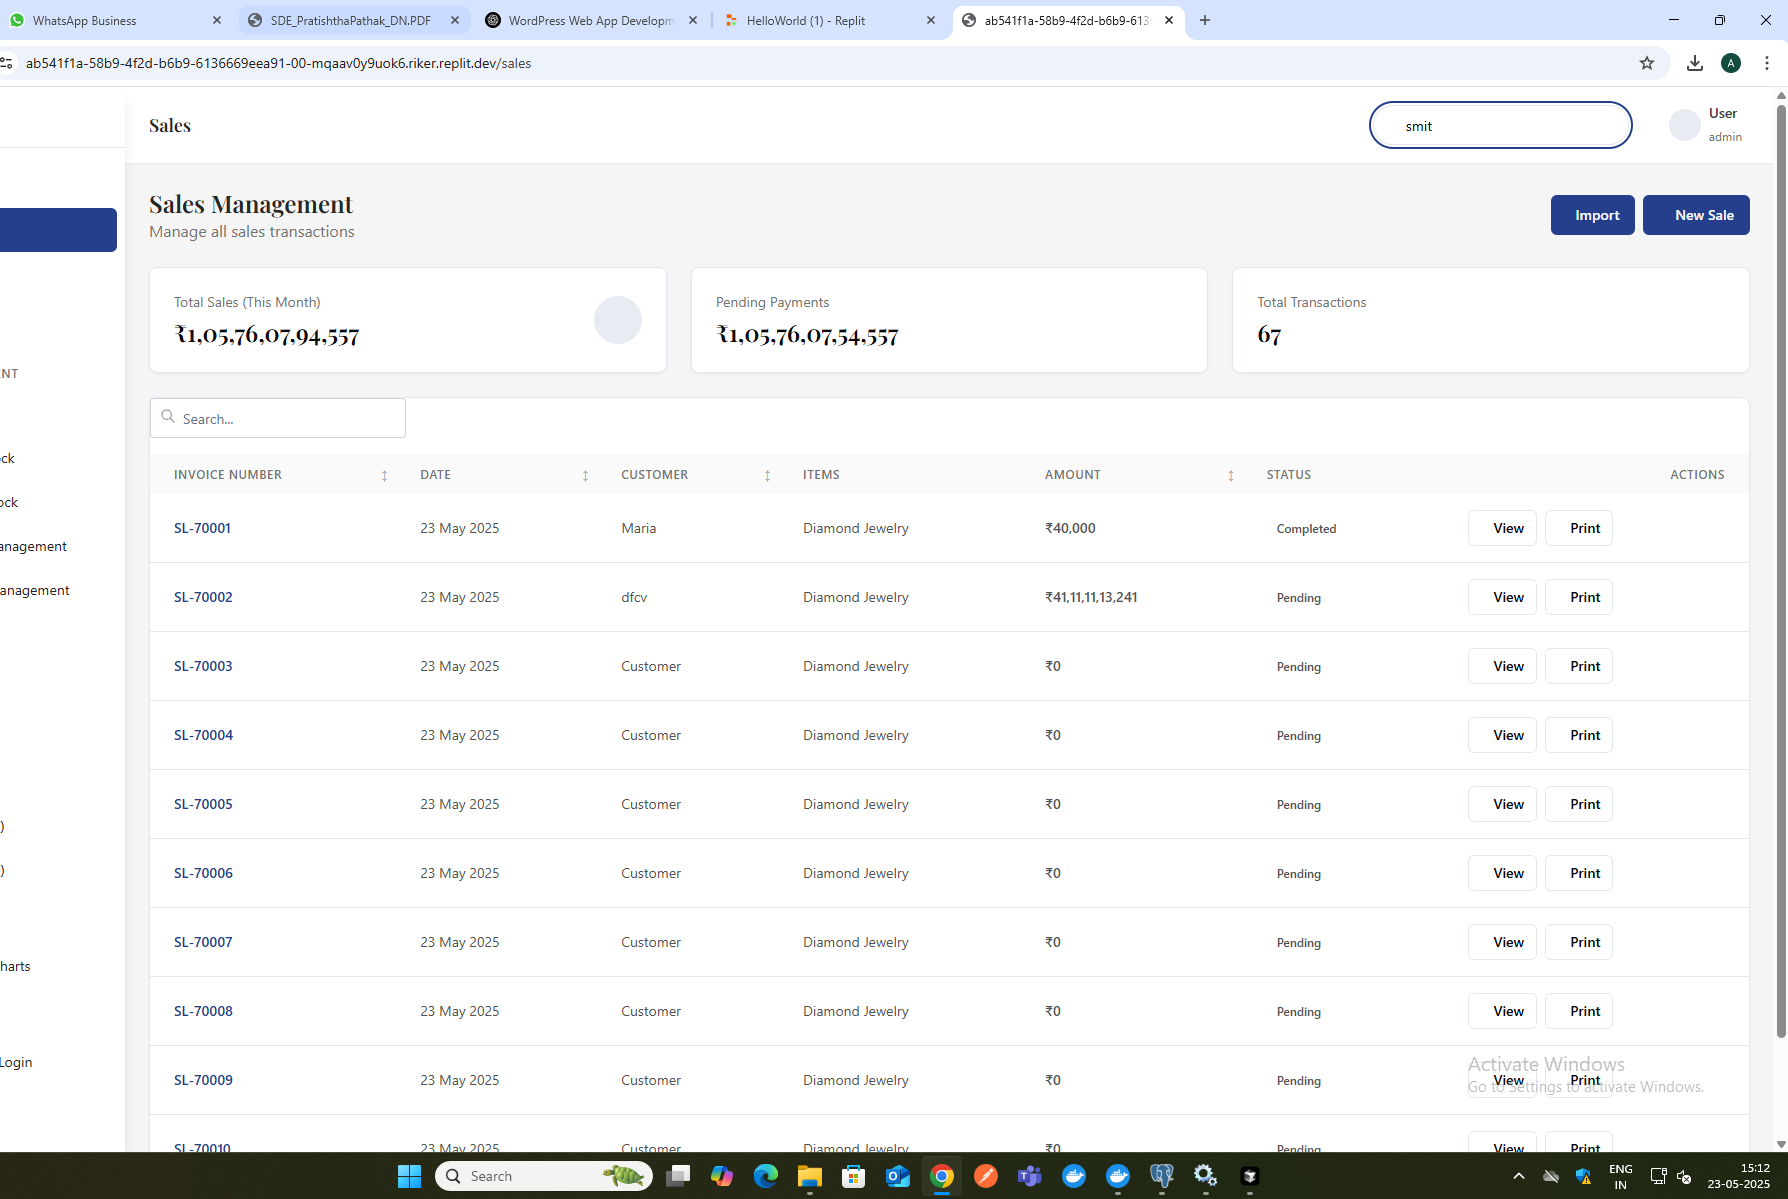 WhatsApp Business
SDE_PratishthaPathak_DN.PDF
WordPress Web App Developm
HelloWorld (1) - Replit
ab541f1a-58b9-4f2d-b6b9-613
ab541f1a-58b9-4f2d-b6b9-6136669eea91-00-mqaav0y9uok6.riker.replit.dev/sales
A
Sales
smit
User
admin
Sales Management
Manage all sales transactions
Import
New Sale
Total Sales (This Month)
₹1,05,76,07,94,557
Pending Payments
₹1,05,76,07,54,557
Total Transactions
67
NT
ck
ock
anagement
anagement
)
)
harts
Login
Search...
INVOICE NUMBER DATE CUSTOMER ITEMS AMOUNT STATUS ACTIONS
SL-70001 23 May 2025 Maria Diamond Jewelry ₹40,000 Completed View Print
SL-70002 23 May 2025 dfcv Diamond Jewelry ₹41,11,11,13,241 Pending View Print
SL-70003 23 May 2025 Customer Diamond Jewelry ₹0 Pending View Print
SL-70004 23 May 2025 Customer Diamond Jewelry ₹0 Pending View Print
SL-70005 23 May 2025 Customer Diamond Jewelry ₹0 Pending View Print
SL-70006 23 May 2025 Customer Diamond Jewelry ₹0 Pending View Print
SL-70007 23 May 2025 Customer Diamond Jewelry ₹0 Pending View Print
SL-70008 23 May 2025 Customer Diamond Jewelry ₹0 Pending View Print
SL-70009 23 May 2025 Customer Diamond Jewelry ₹0 Pending View Print
SL-70010 23 May 2025 Customer Diamond Jewelry ₹0 Pending View Print
Activate Windows
Go to Settings to activate Windows.
Search
ENG
IN
15:12
23-05-2025